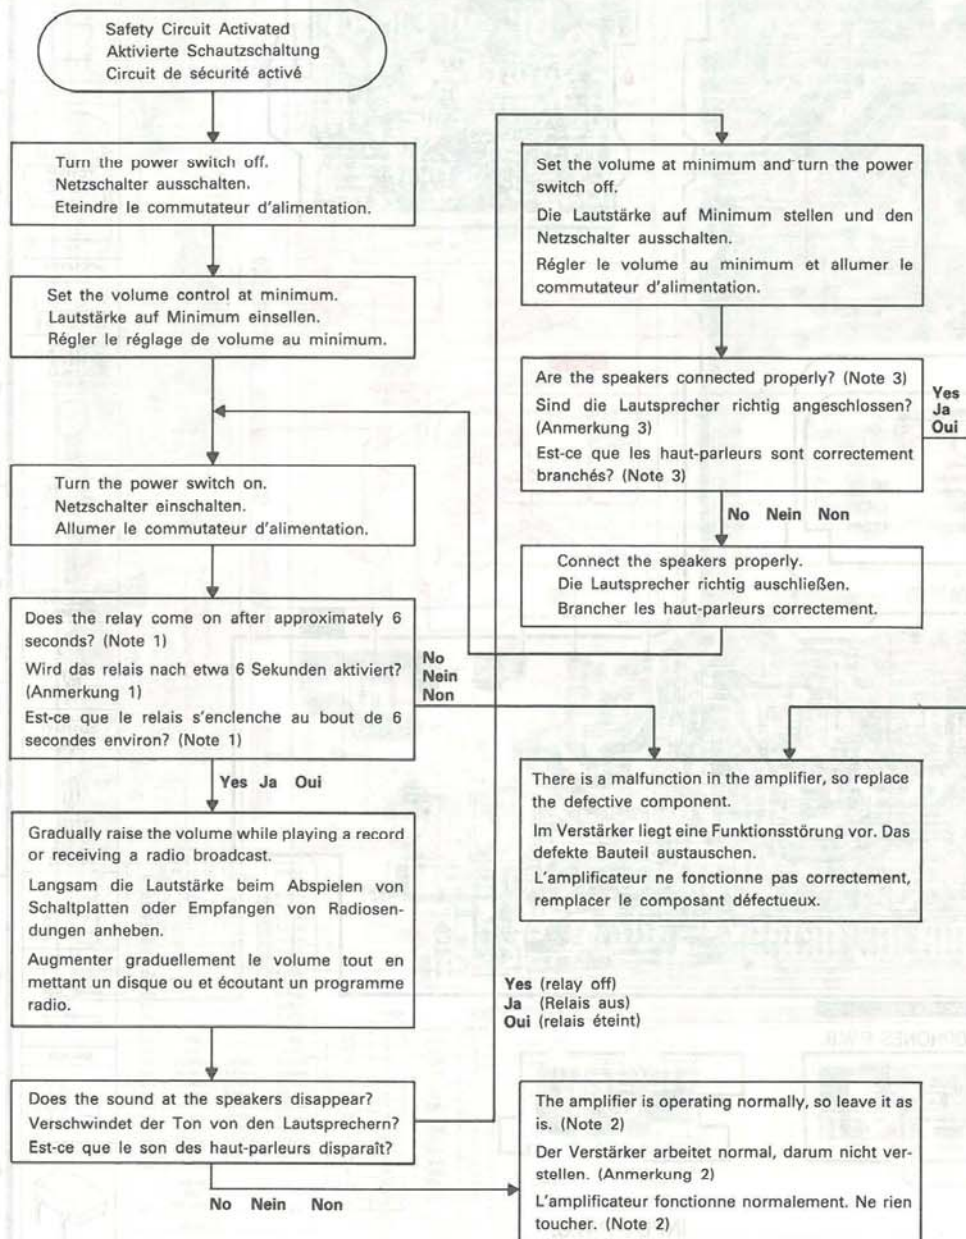 Safety Circuit Activated
Aktivierte Schautzschaltung
Circuit de sécurité activé
Turn the power switch off.
Netzschalter ausschalten.
Eteindre le commutateur d'alimentation.
Set the volume control at minimum.
Lautstärke auf Minimum einsellen.
Régler le réglage de volume au minimum.
Turn the power switch on.
Netzschalter einschalten.
Allumer le commutateur d'alimentation.
Does the relay come on after approximately 6
seconds? (Note 1)
Wird das relais nach etwa 6 Sekunden aktiviert?
(Anmerkung 1)
Est-ce que le relais s'enclenche au bout de 6
secondes environ? (Note 1)
No
Nein
Non
Yes Ja Oui
Gradually raise the volume while playing a record
or receiving a radio broadcast.
Langsam die Lautstärke beim Abspielen von
Schaltplatten oder Empfangen von Radiosen-
dungen anheben.
Augmenter graduellement le volume tout en
mettant un disque ou et écoutant un programme
radio.
Does the sound at the speakers disappear?
Verschwindet der Ton von den Lautsprechern?
Est-ce que le son des haut-parleurs disparaît?
No Nein Non
Yes (relay off)
Ja (Relais aus)
Oui (relais éteint)
Set the volume at minimum and turn the power
switch off.
Die Lautstärke auf Minimum stellen und den
Netzschalter ausschalten.
Régler le volume au minimum et allumer le
commutateur d'alimentation.
Are the speakers connected properly? (Note 3)
Sind die Lautsprecher richtig angeschlossen?
(Anmerkung 3)
Est-ce que les haut-parleurs sont correctement
branchés? (Note 3)
Yes
Ja
Oui
No Nein Non
Connect the speakers properly.
Die Lautsprecher richtig auschließen.
Brancher les haut-parleurs correctement.
There is a malfunction in the amplifier, so replace
the defective component.
Im Verstärker liegt eine Funktionsstörung vor. Das
defekte Bauteil austauschen.
L'amplificateur ne fonctionne pas correctement,
remplacer le composant défectueux.
The amplifier is operating normally, so leave it as
is. (Note 2)
Der Verstärker arbeitet normal, darum nicht ver-
stellen. (Anmerkung 2)
L'amplificateur fonctionne normalement. Ne rien
toucher. (Note 2)